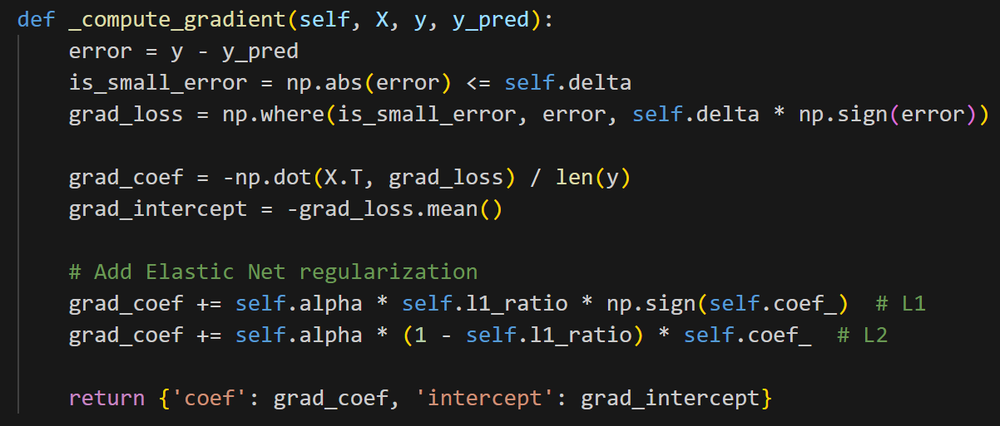 def _compute_gradient(self, X, y, y_pred):
    error = y - y_pred
    is_small_error = np.abs(error) <= self.delta
    grad_loss = np.where(is_small_error, error, self.delta * np.sign(error))

    grad_coef = -np.dot(X.T, grad_loss) / len(y)
    grad_intercept = -grad_loss.mean()

    # Add Elastic Net regularization
    grad_coef += self.alpha * self.l1_ratio * np.sign(self.coef_)  # L1
    grad_coef += self.alpha * (1 - self.l1_ratio) * self.coef_  # L2

    return {'coef': grad_coef, 'intercept': grad_intercept}